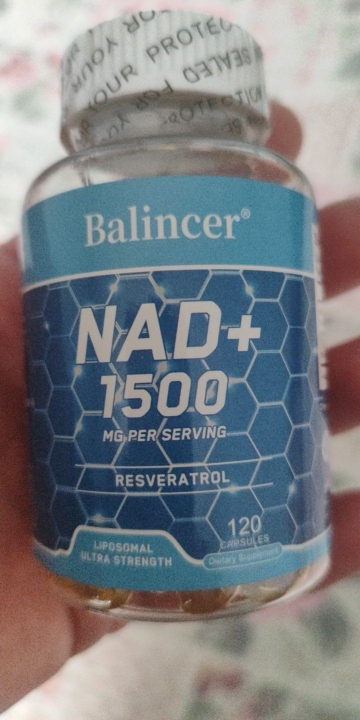 SEALED FOR YOUR PROTECTION
Balincer®
NAD+
1500
MG PER SERVING
RESVERATROL
LIPOSOMAL
ULTRA STRENGTH
120
CAPSULES
Dietary Supplement